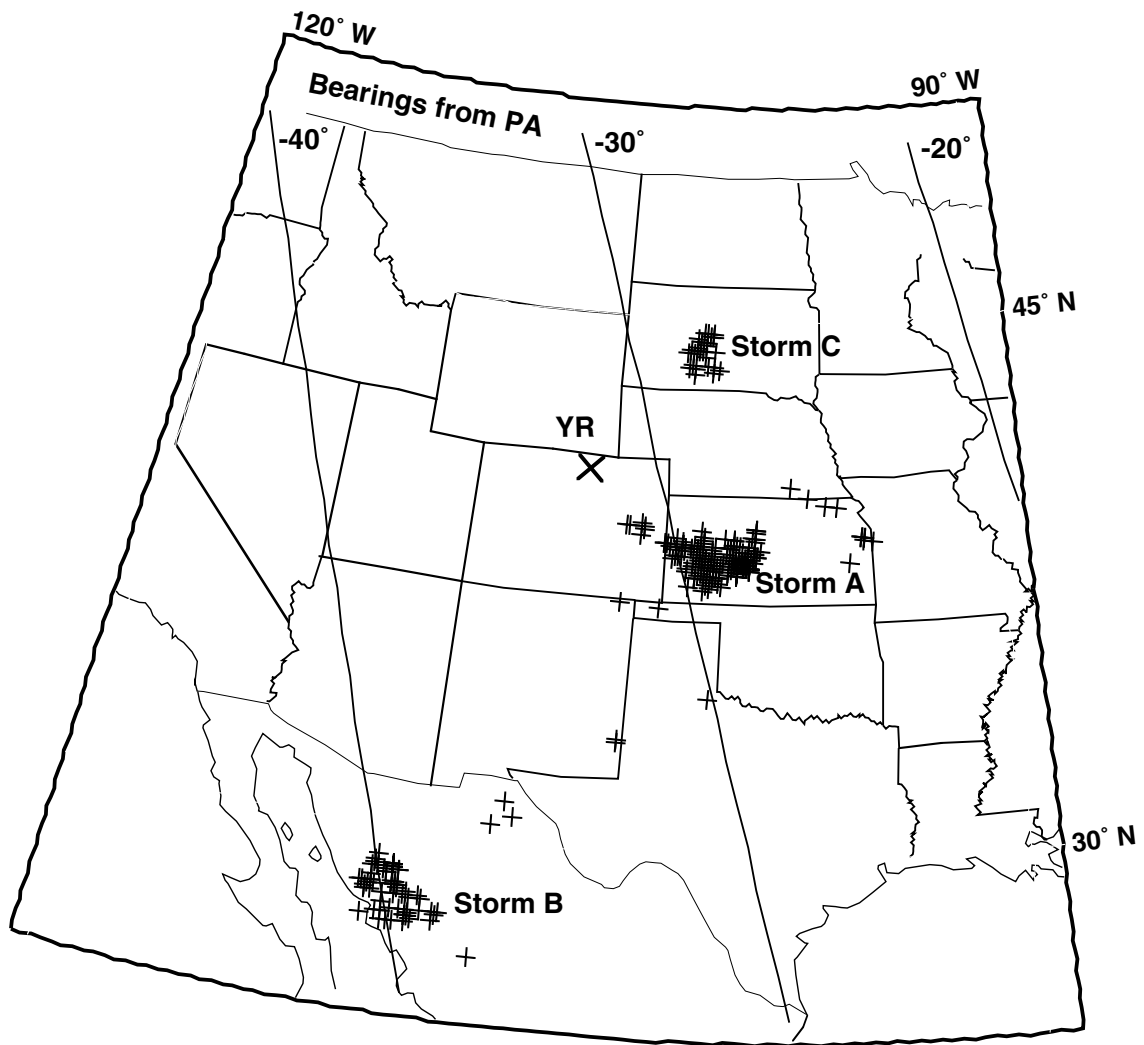 120° W
90° W
Bearings from PA
-40°
-30°
-20°
45° N
Storm C
YR
Storm A
30° N
Storm B